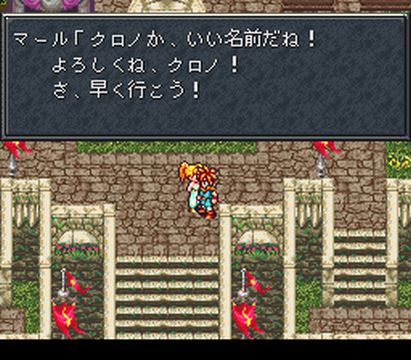 マール「クロノか、いい名前だね！
よろしくね、クロノ！
さ、早く行こう！